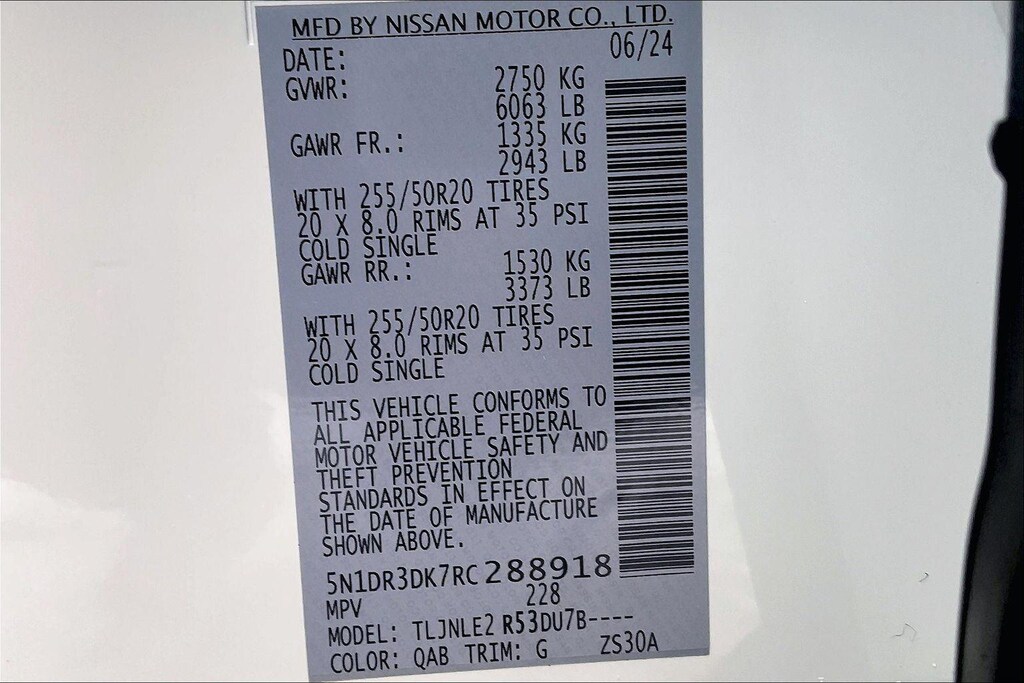 MFD BY NISSAN MOTOR CO., LTD.
DATE: 06/24
GVWR: 2750 KG
6063 LB
GAWR FR.: 1335 KG
2943 LB
WITH 255/50R20 TIRES
20 X 8.0 RIMS AT 35 PSI
COLD SINGLE
GAWR RR.: 1530 KG
3373 LB
WITH 255/50R20 TIRES
20 X 8.0 RIMS AT 35 PSI
COLD SINGLE
THIS VEHICLE CONFORMS TO
ALL APPLICABLE FEDERAL
MOTOR VEHICLE SAFETY AND
THEFT PREVENTION
STANDARDS IN EFFECT ON
THE DATE OF MANUFACTURE
SHOWN ABOVE.
5N1DR3DK7RC288918
MPV 228
MODEL: TLJNLE2 R53DU7B----
COLOR: QAB TRIM: G ZS30A